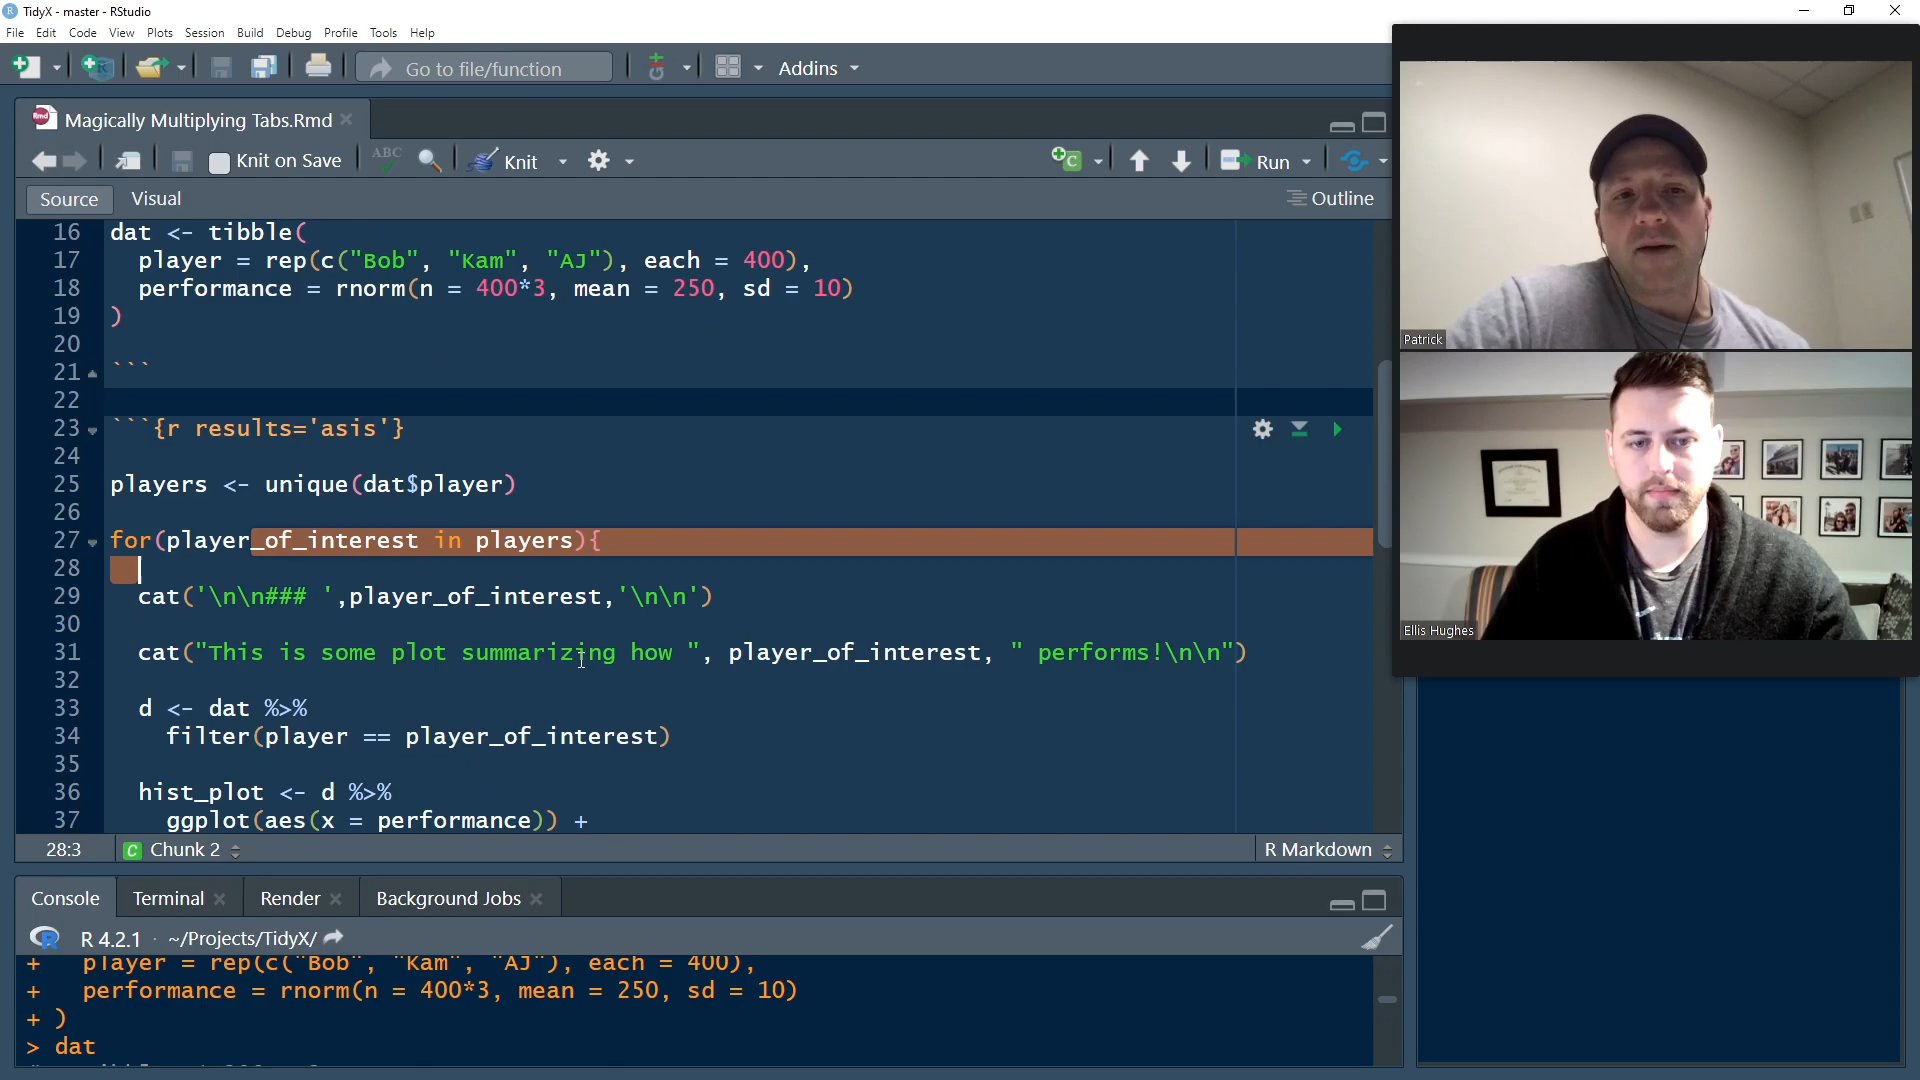 TidyX - master - RStudio
File Edit Code View Plots Session Build Debug Profile Tools Help
Go to file/function
Addins
Magically Multiplying Tabs.Rmd
Knit on Save
ABC
Knit
Run
Source
Visual
Outline
16 dat <- tibble(
17 player = rep(c("Bob", "Kam", "AJ"), each = 400),
18 performance = rnorm(n = 400*3, mean = 250, sd = 10)
19 )
20
21 ```
22
23 ```{r results='asis'}
24
25 players <- unique(dat$player)
26
27 for(player_of_interest in players){
28
29 cat('\n\n### ',player_of_interest,'\n\n')
30
31 cat("This is some plot summarizing how ", player_of_interest, " performs!\n\n")
32
33 d <- dat %>%
34 filter(player == player_of_interest)
35
36 hist_plot <- d %>%
37 ggplot(aes(x = performance)) +
28:3
C Chunk 2
R Markdown
Console Terminal Render Background Jobs
R 4.2.1 · ~/Projects/TidyX/
+ player = rep(c("Bob", "Kam", "AJ"), each = 400),
+ performance = rnorm(n = 400*3, mean = 250, sd = 10)
+ )
> dat
Patrick
Ellis Hughes